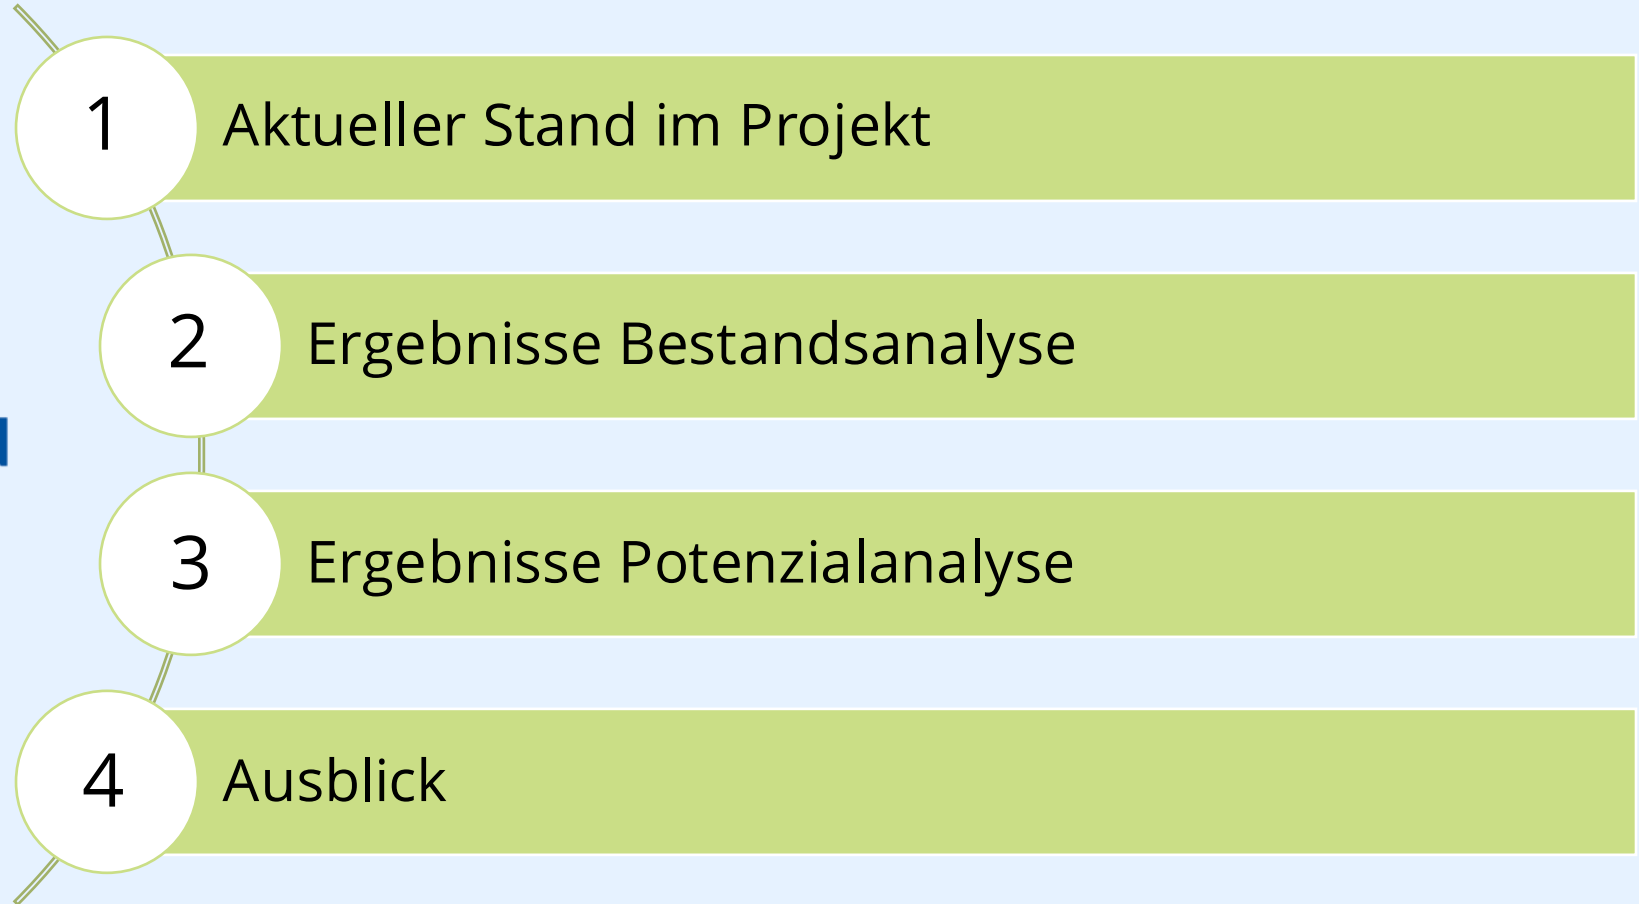 1 Aktueller Stand im Projekt
2 Ergebnisse Bestandsanalyse
3 Ergebnisse Potenzialanalyse
4 Ausblick